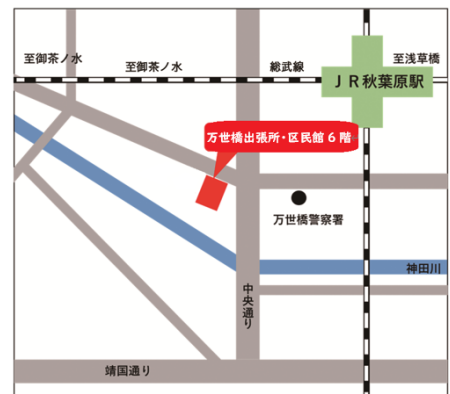 至御茶ノ水
至御茶ノ水
総武線
至浅草橋
JR秋葉原駅
万世橋出張所・区民館6階
万世橋警察署
神田川
中央通り
靖国通り